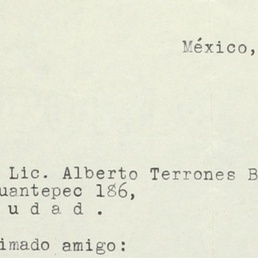 México,
Lic. Alberto Terrones B
uantepec 186,
u d a d .
imado amigo: